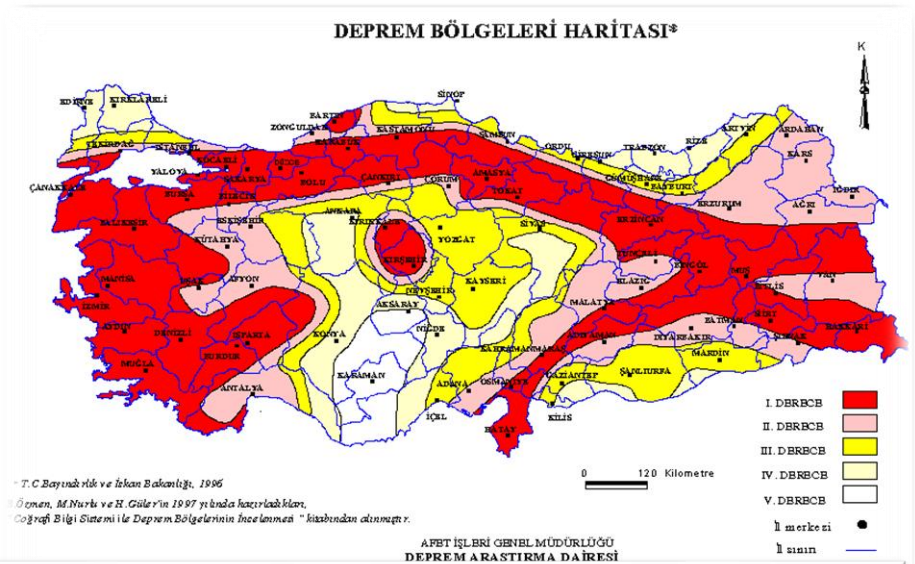 DEPREM BÖLGELERİ HARİTASI*
K
SİNOP
EDİRNE KIRKLARELİ
BARTIN
ZONGULDAK KASTAMONU
KARABÜK
SAMSUN
ARTVİN
ARDAHAN
TEKİRDAĞ İSTANBUL
ORDU GİRESUN TRABZON RİZE
KARS
YALOVA KOCAELİ
SAKARYA BOLU
ÇANKIRI ÇORUM AMASYA
TOKAT
GÜMÜŞHANE
BAYBURT
IĞDIR
ÇANAKKALE
BURSA BİLECİK
ERZURUM AĞRI
BALIKESİR
ESKİŞEHİR
ANKARA
KIRIKKALE
YOZGAT
SİVAS
ERZİNCAN
KÜTAHYA
KIRŞEHİR
TUNCELİ
BİNGÖL MUŞ
VAN
MANİSA
UŞAK AFYON
NEVŞEHİR
KAYSERİ
ELAZIĞ
BİTLİS
İZMİR
AKSARAY
MALATYA
AYDIN DENİZLİ ISPARTA
KONYA
NİĞDE
ADIYAMAN
DİYARBAKIR
BATMAN SİİRT
ŞIRNAK
HAKKARİ
BURDUR
KAHRAMANMARAŞ
MARDİN
MUĞLA
KARAMAN
ADANA OSMANİYE
GAZİANTEP
ŞANLIURFA
ANTALYA
İÇEL
KİLİS
HATAY
I. DERECE
II. DERECE
III. DERECE
IV. DERECE
V. DERECE
İl merkezi
İl sınırı
0 120 Kilometre
T.C Bayındırlık ve İskan Bakanlığı, 1996
Özmen, M.Nurlu ve H.Güler'in 1997 yılında hazırladıkları,
"Coğrafi Bilgi Sistemi ile Deprem Bölgelerinin İncelenmesi" kitabından alınmıştır.
AFET İŞLERİ GENEL MÜDÜRLÜĞÜ
DEPREM ARASTIRMA DAİRESİ